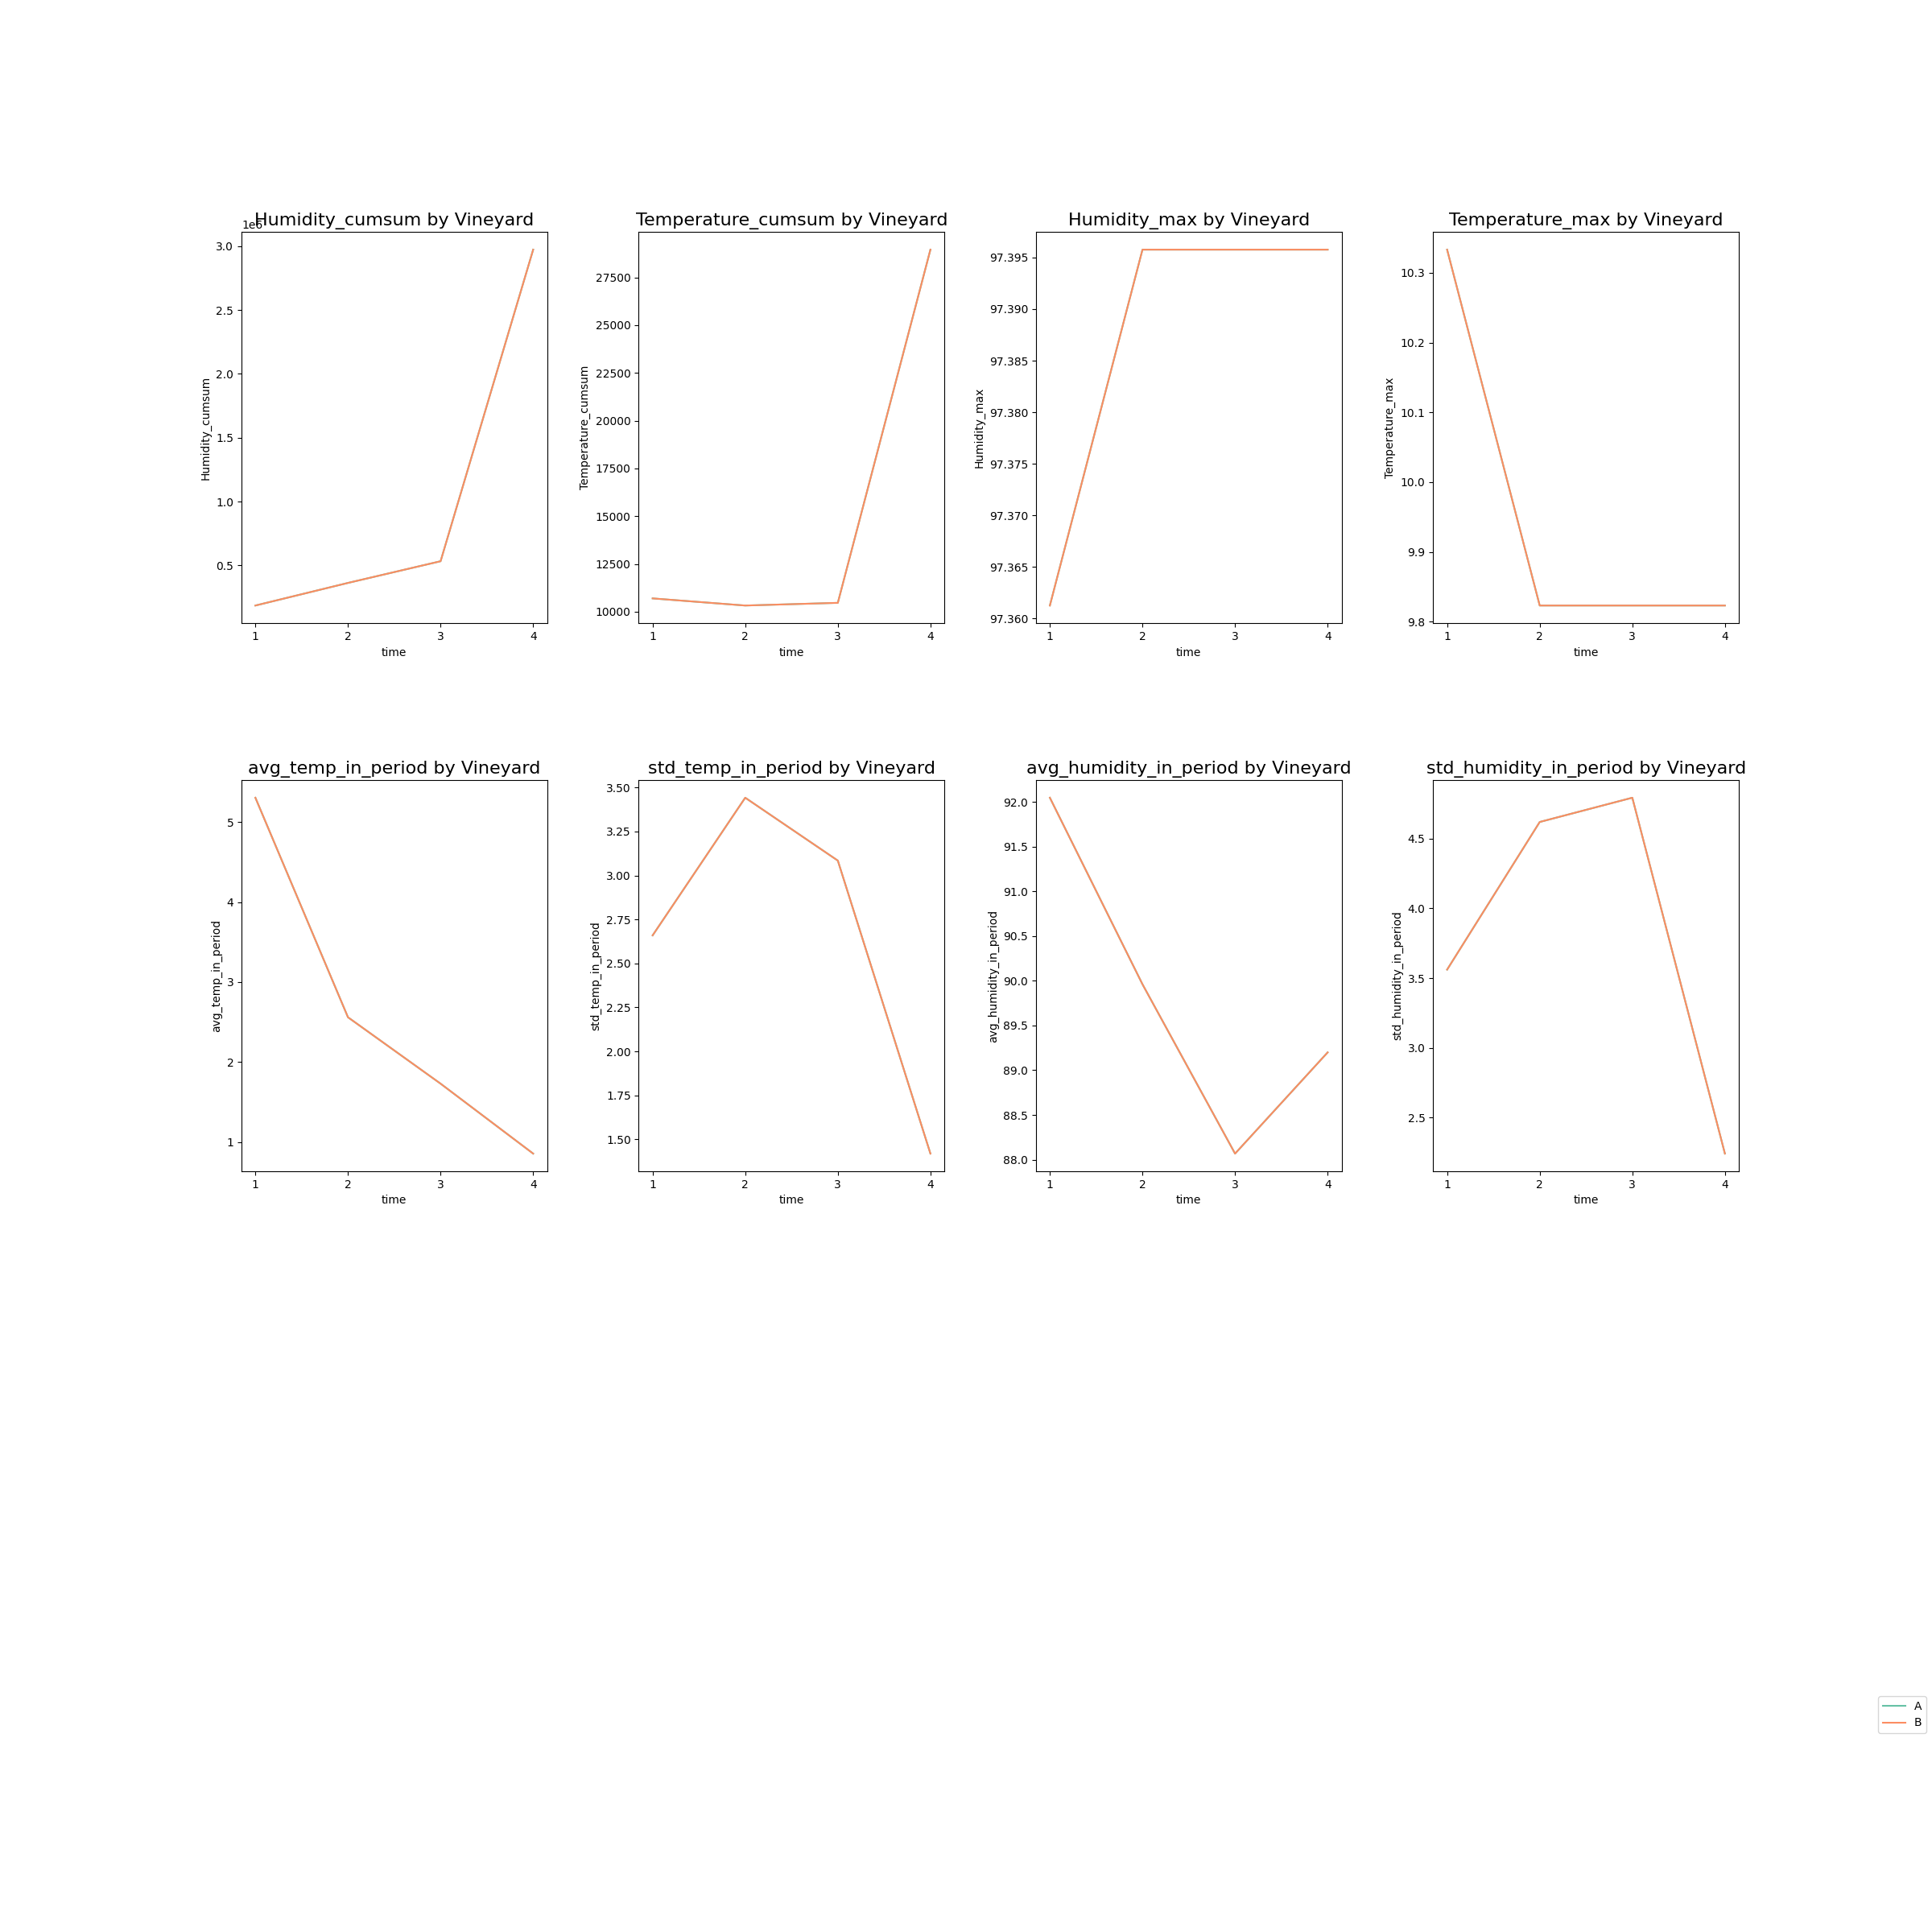 Humidity_cumsum by Vineyard
1e6
3.0
2.5
2.0
1.5
1.0
0.5
Humidity_cumsum
1 2 3 4
time
Temperature_cumsum by Vineyard
27500
25000
22500
20000
17500
15000
12500
10000
Temperature_cumsum
1 2 3 4
time
Humidity_max by Vineyard
97.395
97.390
97.385
97.380
97.375
97.370
97.365
97.360
Humidity_max
1 2 3 4
time
Temperature_max by Vineyard
10.3
10.2
10.1
10.0
9.9
9.8
Temperature_max
1 2 3 4
time
avg_temp_in_period by Vineyard
5
4
3
2
1
avg_temp_in_period
1 2 3 4
time
std_temp_in_period by Vineyard
3.50
3.25
3.00
2.75
2.50
2.25
2.00
1.75
1.50
std_temp_in_period
1 2 3 4
time
avg_humidity_in_period by Vineyard
92.0
91.5
91.0
90.5
90.0
89.5
89.0
88.5
88.0
avg_humidity_in_period
1 2 3 4
time
std_humidity_in_period by Vineyard
4.5
4.0
3.5
3.0
2.5
std_humidity_in_period
1 2 3 4
time
A
B